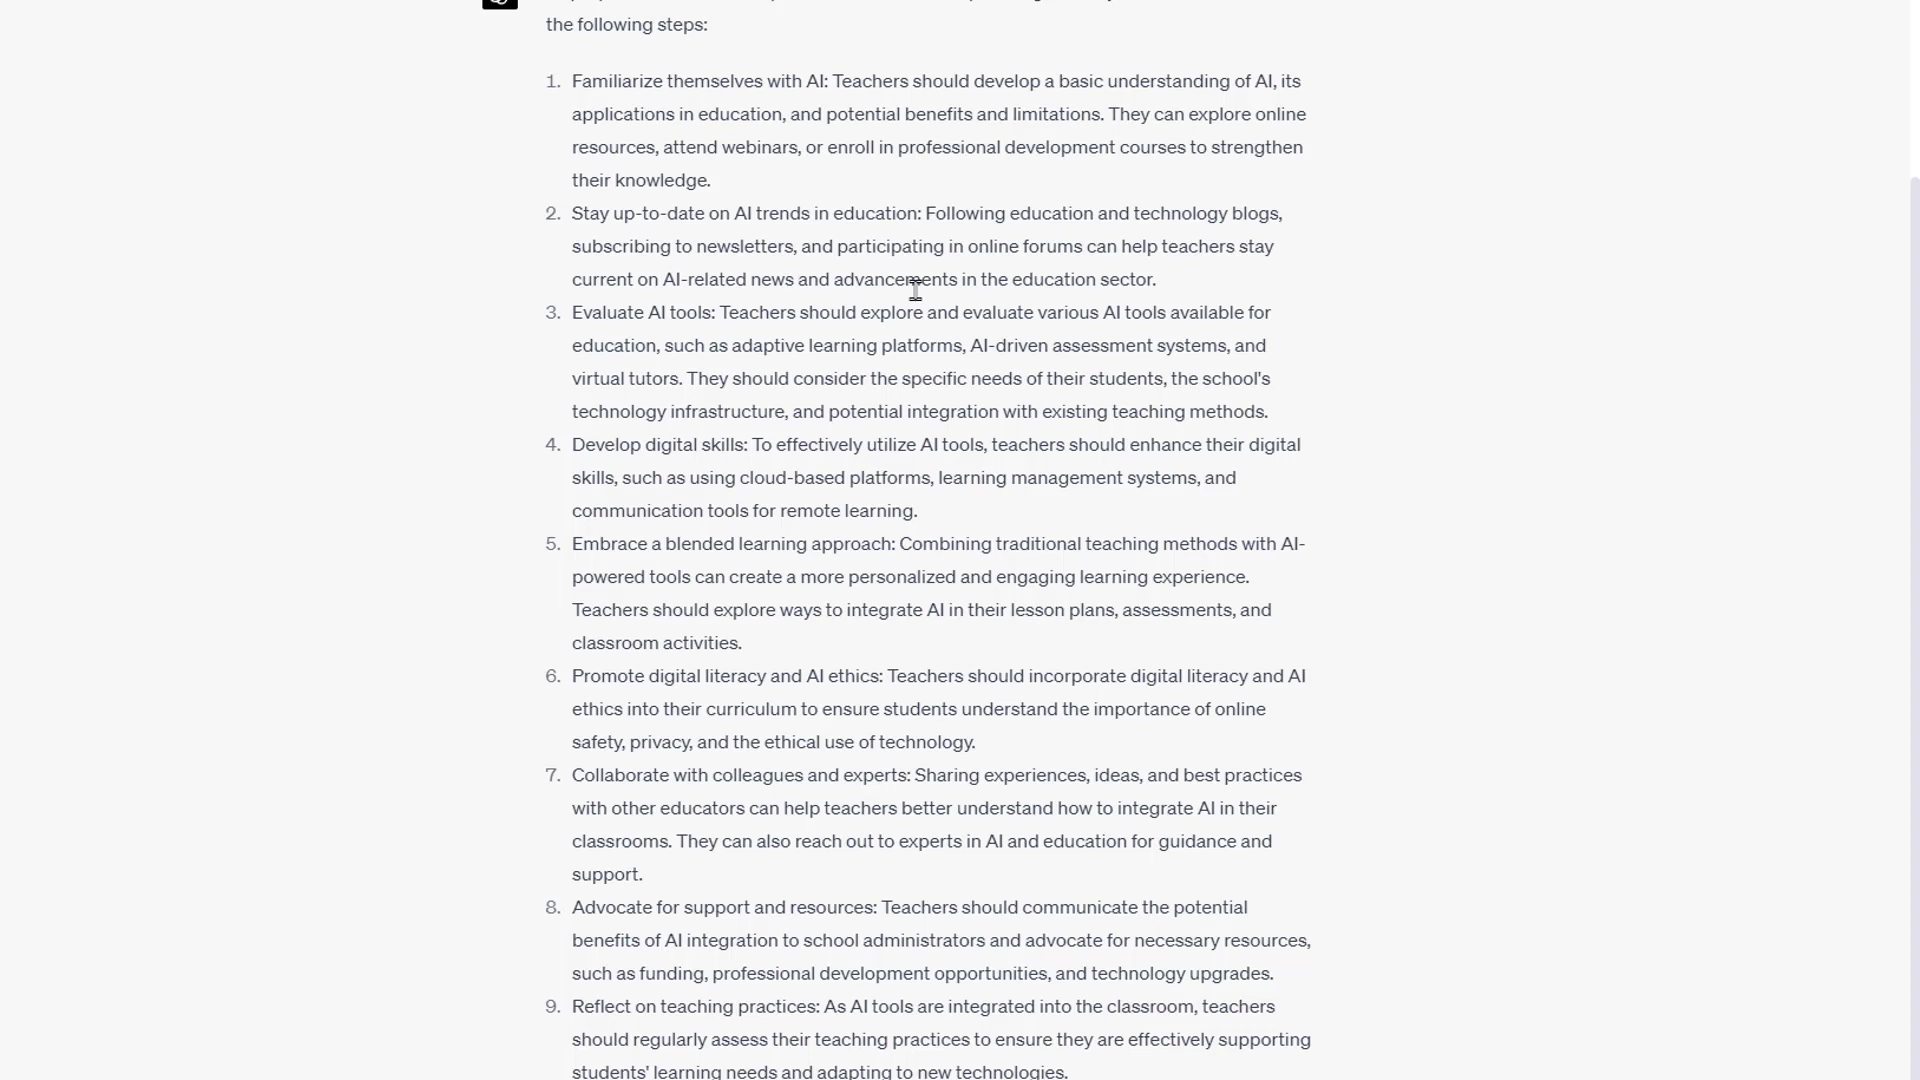 the following steps:
1. Familiarize themselves with AI: Teachers should develop a basic understanding of AI, its
applications in education, and potential benefits and limitations. They can explore online
resources, attend webinars, or enroll in professional development courses to strengthen
their knowledge.
2. Stay up-to-date on AI trends in education: Following education and technology blogs,
subscribing to newsletters, and participating in online forums can help teachers stay
current on AI-related news and advancements in the education sector.
3. Evaluate AI tools: Teachers should explore and evaluate various AI tools available for
education, such as adaptive learning platforms, AI-driven assessment systems, and
virtual tutors. They should consider the specific needs of their students, the school's
technology infrastructure, and potential integration with existing teaching methods.
4. Develop digital skills: To effectively utilize AI tools, teachers should enhance their digital
skills, such as using cloud-based platforms, learning management systems, and
communication tools for remote learning.
5. Embrace a blended learning approach: Combining traditional teaching methods with AI-
powered tools can create a more personalized and engaging learning experience.
Teachers should explore ways to integrate AI in their lesson plans, assessments, and
classroom activities.
6. Promote digital literacy and AI ethics: Teachers should incorporate digital literacy and AI
ethics into their curriculum to ensure students understand the importance of online
safety, privacy, and the ethical use of technology.
7. Collaborate with colleagues and experts: Sharing experiences, ideas, and best practices
with other educators can help teachers better understand how to integrate AI in their
classrooms. They can also reach out to experts in AI and education for guidance and
support.
8. Advocate for support and resources: Teachers should communicate the potential
benefits of AI integration to school administrators and advocate for necessary resources,
such as funding, professional development opportunities, and technology upgrades.
9. Reflect on teaching practices: As AI tools are integrated into the classroom, teachers
should regularly assess their teaching practices to ensure they are effectively supporting
students' learning needs and adapting to new technologies.